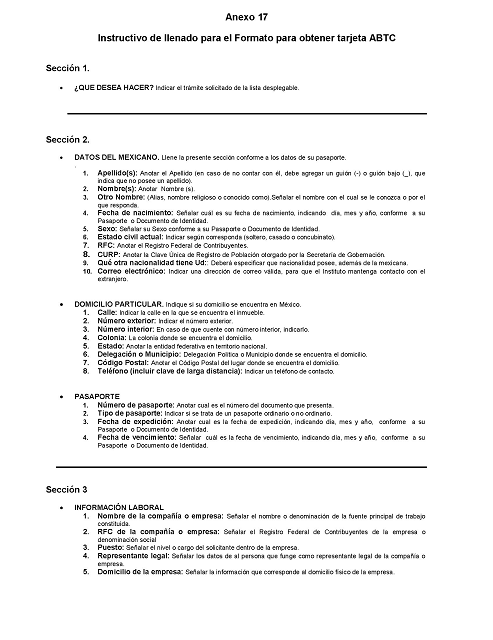 Anexo 17
Instructivo de llenado para el Formato para obtener tarjeta ABTC
Sección 1.
• ¿QUE DESEA HACER? Indicar el trámite solicitado de la lista desplegable.
Sección 2.
• DATOS DEL MEXICANO. Llene la presente sección conforme a los datos de su pasaporte.
.
1. Apellido(s): Anotar el Apellido (en caso de no contar con él, debe agregar un guión (-) o guión bajo (_), que
indica que no posee un apellido).
2. Nombre(s): Anotar Nombre (s).
3. Otro Nombre: (Alias, nombre religioso o conocido como).Señalar el nombre con el cual se le conozca o por el
que responda.
4. Fecha de nacimiento: Señalar cuál es su fecha de nacimiento, indicando día, mes y año, conforme a su
Pasaporte o Documento de Identidad.
5. Sexo: Señalar su Sexo conforme a su Pasaporte o Documento de Identidad.
6. Estado civil actual: Indicar según corresponda (soltero, casado o concubinato).
7. RFC: Anotar el Registro Federal de Contribuyentes.
8. CURP: Anotar la Clave Única de Registro de Población otorgado por la Secretaría de Gobernación.
9. Qué otra nacionalidad tiene Ud:: Deberá especificar que nacionalidad posee, además de la mexicana.
10. Correo electrónico: Indicar una dirección de correo válida, para que el Instituto mantenga contacto con el
extranjero.
• DOMICILIO PARTICULAR. Indique si su domicilio se encuentra en México.
1. Calle: Indicar la calle en la que se encuentra el inmueble.
2. Número exterior: Indicar el número exterior.
3. Número interior: En caso de que cuente con número interior, indicarlo.
4. Colonia: La colonia donde se encuentra el domicilio.
5. Estado: Anotar la entidad federativa en territorio nacional.
6. Delegación o Municipio: Delegación Política o Municipio donde se encuentra el domicilio.
7. Código Postal: Anotar el Código Postal del lugar donde se encuentra el domicilio.
8. Teléfono (incluir clave de larga distancia): Indicar un teléfono de contacto.
• PASAPORTE
1. Número de pasaporte: Anotar cual es el número del documento que presenta.
2. Tipo de pasaporte: Indicar si se trata de un pasaporte ordinario o no ordinario.
3. Fecha de expedición: Anotar cual es la fecha de expedición, indicando día, mes y año, conforme a su
Pasaporte o Documento de Identidad.
4. Fecha de vencimiento: Señalar cuál es la fecha de vencimiento, indicando día, mes y año, conforme a su
Pasaporte o Documento de Identidad.
Sección 3
• INFORMACIÓN LABORAL
1. Nombre de la compañía o empresa: Señalar el nombre o denominación de la fuente principal de trabajo
constituida.
2. RFC de la compañía o empresa: Señalar el Registro Federal de Contribuyentes de la empresa o
denominación social
3. Puesto: Señalar el nivel o cargo del solicitante dentro de la empresa.
4. Representante legal: Señalar los datos de al persona que funge como representante legal de la compañía o
empresa.
5. Domicilio de la empresa: Señalar la información que corresponde al domicilio físico de la empresa.